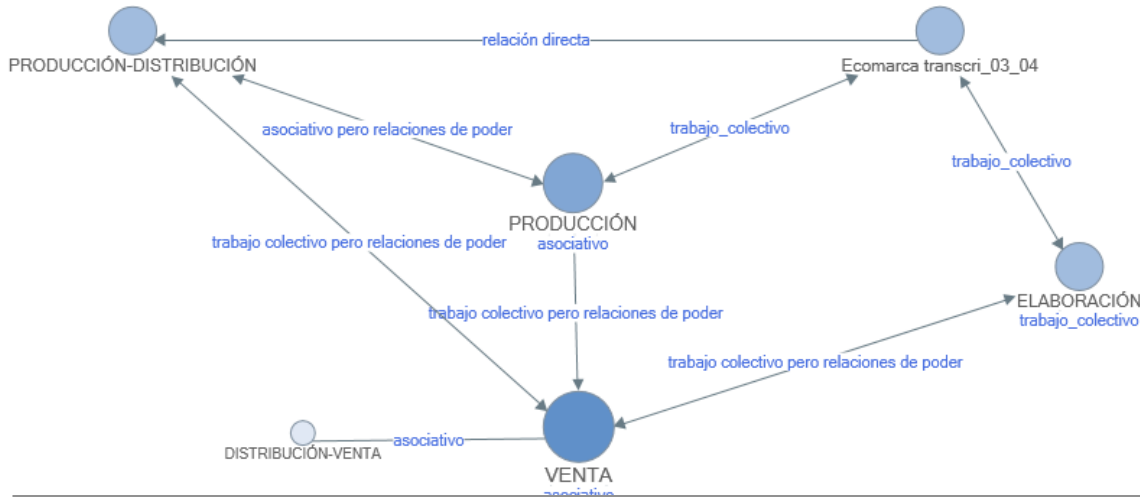 relación directa
PRODUCCIÓN-DISTRIBUCIÓN
Ecomarca transcri_03_04
asociativo pero relaciones de poder
trabajo_colectivo
trabajo_colectivo
PRODUCCIÓN
asociativo
trabajo colectivo pero relaciones de poder
ELABORACIÓN
trabajo_colectivo
trabajo colectivo pero relaciones de poder
trabajo colectivo pero relaciones de poder
asociativo
DISTRIBUCIÓN-VENTA
VENTA
asociativo